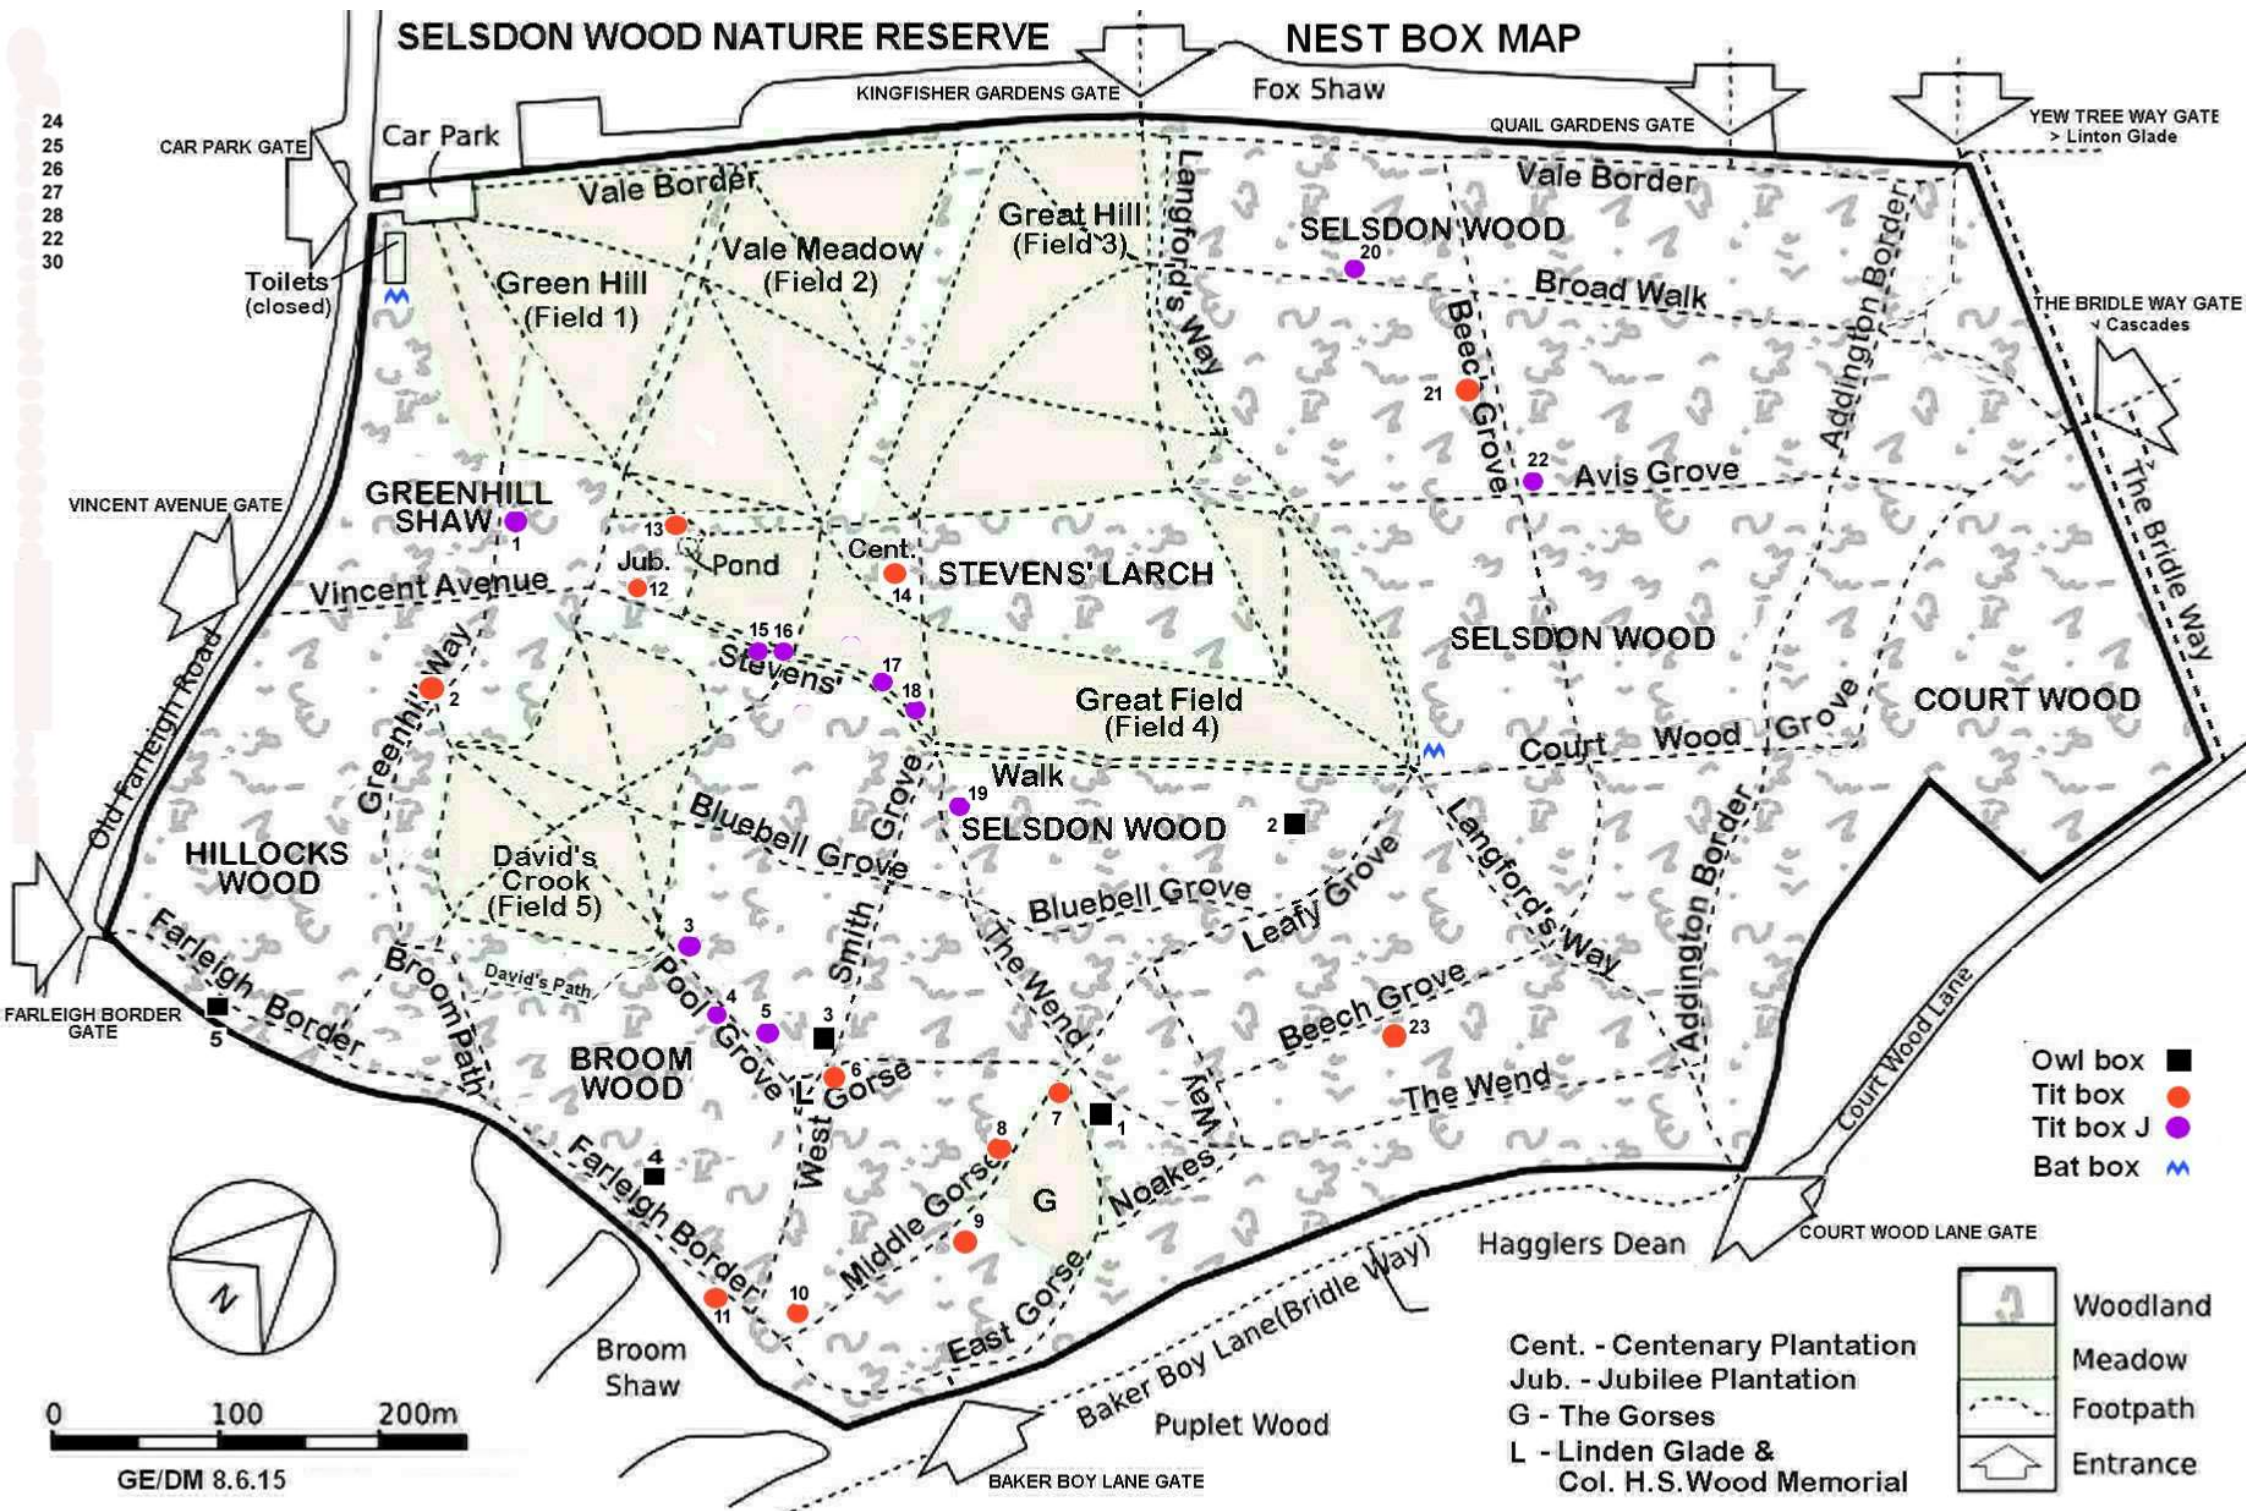 SELSDON WOOD NATURE RESERVE
NEST BOX MAP
KINGFISHER GARDENS GATE
Fox Shaw
QUAIL GARDENS GATE
YEW TREE WAY GATE
> Linton Glade
24
25
26
27
28
22
30
CAR PARK GATE
Car Park
Vale Border
Langford's Way
Vale Border
Great Hill
(Field 3)
SELSDON WOOD
20
Vale Meadow
(Field 2)
Green Hill
(Field 1)
Toilets
(closed)
Broad Walk
Addington Border
THE BRIDLE WAY GATE
Cascades
Beech Grove
21
22
Avis Grove
The Bridle Way
VINCENT AVENUE GATE
GREENHILL
SHAW
1
13
Jub.
Pond
12
Cent.
14
STEVENS' LARCH
Vincent Avenue
SELSDON WOOD
COURT WOOD
Old Farleigh Road
Greenhill Way
2
15 16
Stevens'
17
18
Great Field
(Field 4)
Court Wood Grove
Walk
19
SELSDON WOOD
2
Bluebell Grove
Smith Grove
HILLOCKS
WOOD
David's
Crook
(Field 5)
Bluebell Grove
Leafy Grove
Langford's Way
Addington Border
FARLEIGH BORDER
GATE
Farleigh Border
5
Broom Path
David's Path
3
Pool Grove
4
5
3
The Wend
Beech Grove
23
Court Wood Lane
BROOM
WOOD
L
6
West Gorse
7
1
The Wend
Noakes Way
8
Middle Gorse
9
G
4
Farleigh Border
10
11
East Gorse
Owl box
Tit box
Tit box J
Bat box
COURT WOOD LANE GATE
Hagglers Dean
Baker Boy Lane(Bridle Way)
N
Broom
Shaw
Puplet Wood
BAKER BOY LANE GATE
0 100 200m
GE/DM 8.6.15
Cent. - Centenary Plantation
Jub. - Jubilee Plantation
G - The Gorses
L - Linden Glade &
Col. H.S.Wood Memorial
Woodland
Meadow
Footpath
Entrance